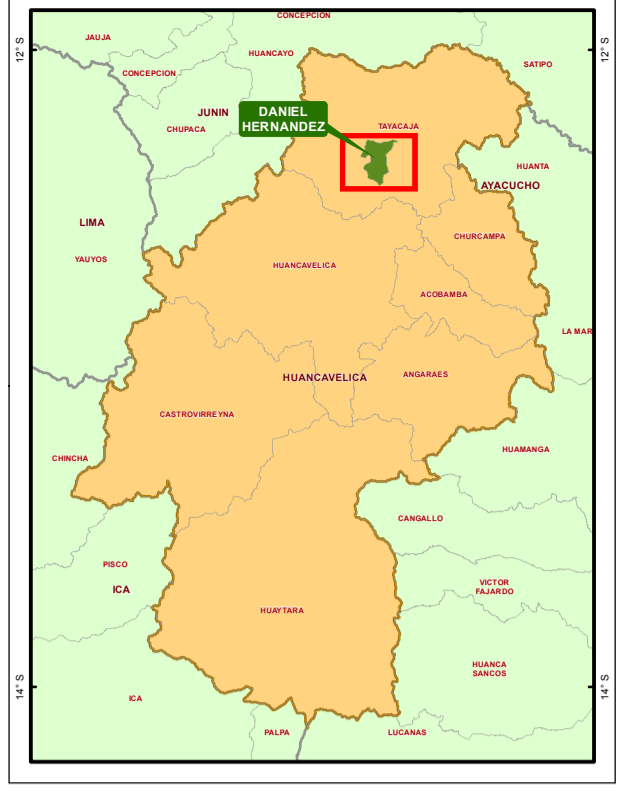 CONCEPCION
JAUJA
12° S
12° S
HUANCAYO
SATIPO
CONCEPCION
JUNIN
DANIEL
HERNANDEZ
TAYACAJA
CHUPACA
HUANTA
AYACUCHO
LIMA
CHURCAMPA
YAUYOS
HUANCAVELICA
ACOBAMBA
LA MAR
HUANCAVELICA
ANGARAES
CASTROVIRREYNA
CHINCHA
HUAMANGA
CANGALLO
PISCO
ICA
VICTOR
FAJARDO
HUAYTARA
HUANCA
SANCOS
14° S
14° S
ICA
PALPA
LUCANAS